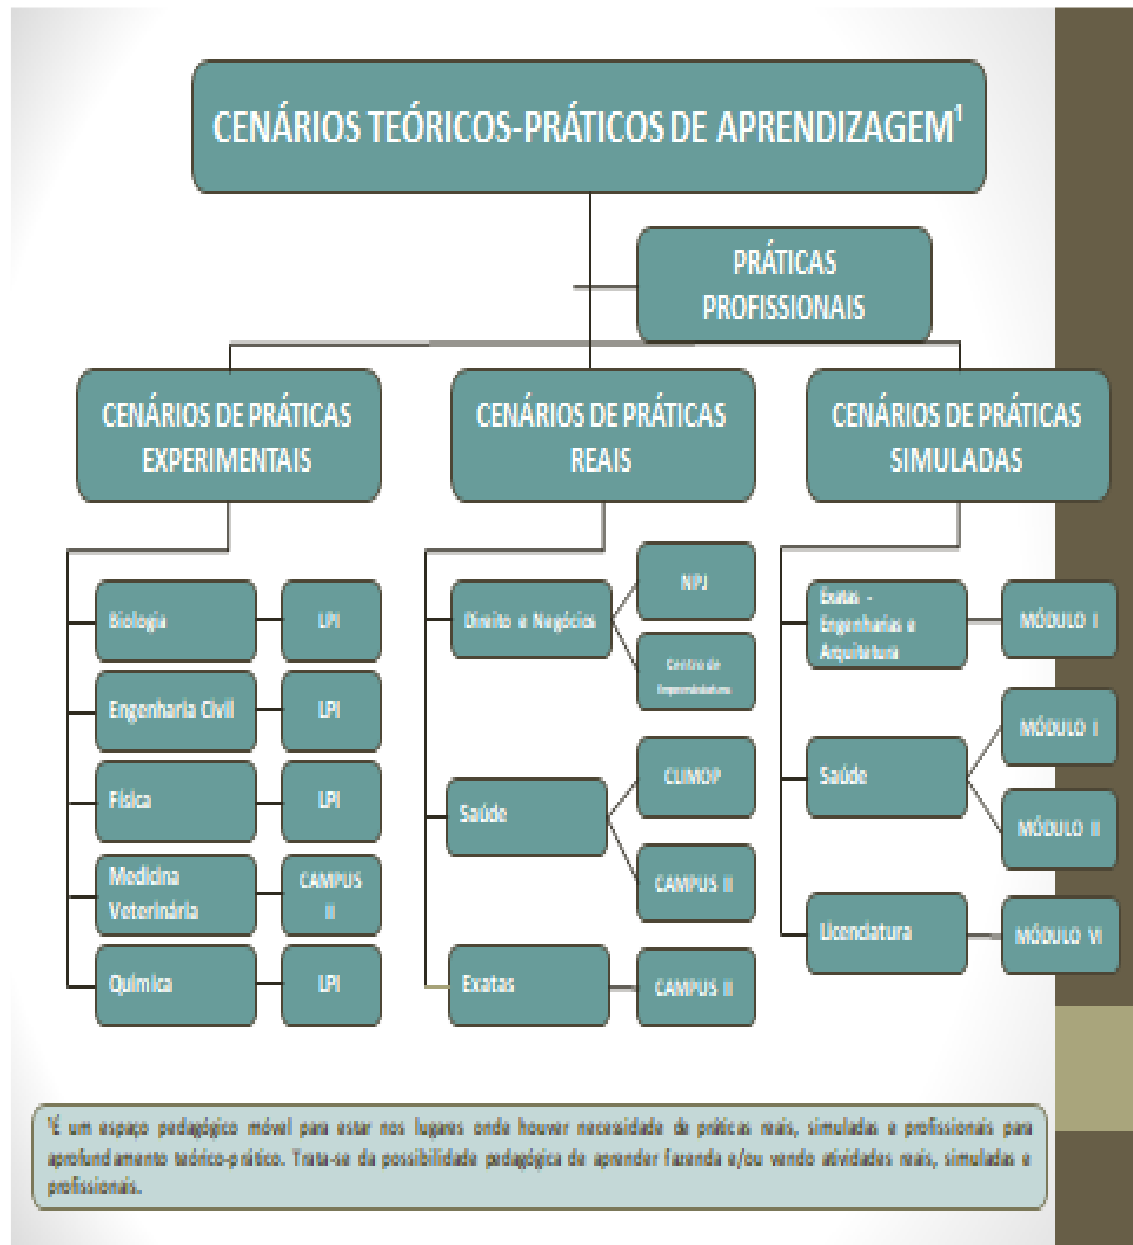 CENÁRIOS TEÓRICOS-PRÁTICOS DE APRENDIZAGEM¹
PRÁTICAS
PROFISSIONAIS
CENÁRIOS DE PRÁTICAS
EXPERIMENTAIS
Biologia
LPI
Engenharia Civil
LPI
Física
LPI
Medicina
Veterinária
CAMPUS
II
Química
LPI
CENÁRIOS DE PRÁTICAS
REAIS
Direito e Negócios
NPJ
Centro de
Saúde
CLIMOP
CAMPUS II
Exatas
CAMPUS II
CENÁRIOS DE PRÁTICAS
SIMULADAS
Exatas -
Engenharias e
Arquitetura
MÓDULO I
Saúde
MÓDULO I
MÓDULO II
Licenciatura
MÓDULO VI
¹É um espaço pedagógico móvel para estar nos lugares onde houver necessidade de práticas reais, simuladas e profissionais para
aprofundamento teórico-prático. Trata-se da possibilidade pedagógica de aprender fazenda e/ou vendo atividades reais, simuladas e
profissionais.